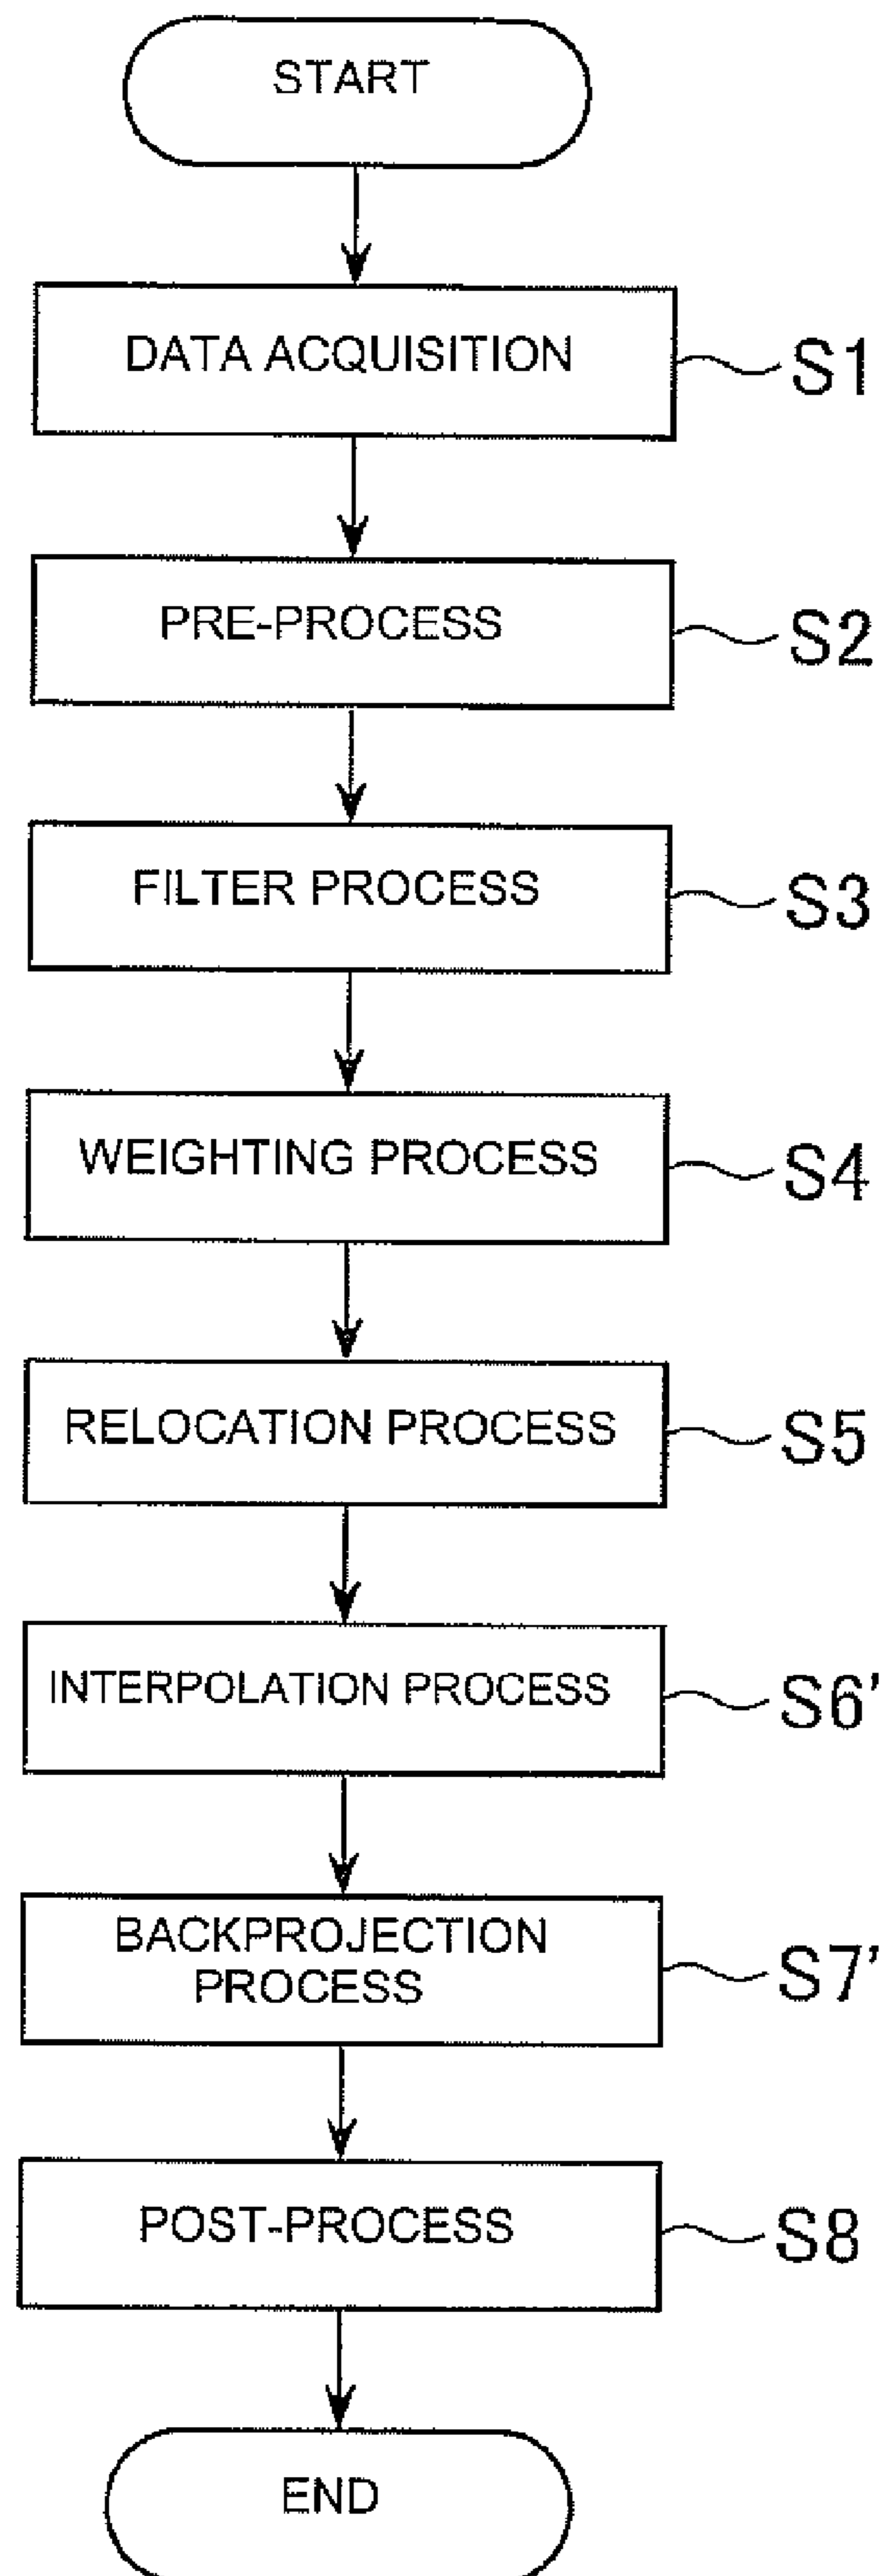 START
DATA ACQUISITION S1
PRE-PROCESS S2
FILTER PROCESS S3
WEIGHTING PROCESS S4
RELOCATION PROCESS S5
INTERPOLATION PROCESS S6’
BACKPROJECTION
PROCESS S7’
POST-PROCESS S8
END